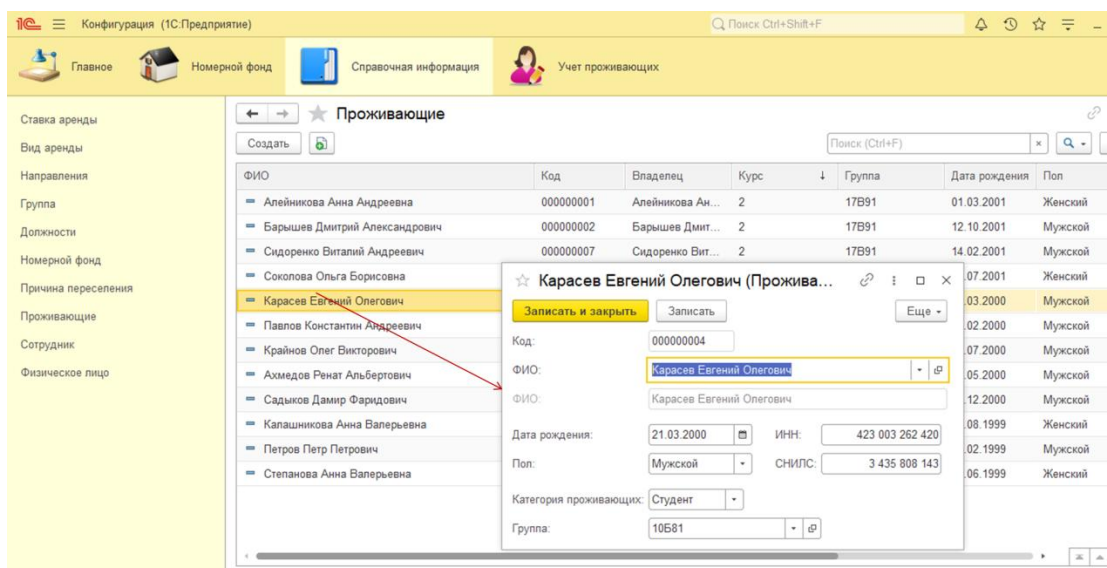 1С Конфигурация (1С:Предприятие) Поиск Ctrl+Shift+F
Главное Номерной фонд Справочная информация Учет проживающих
Ставка аренды
Вид аренды
Направления
Группа
Должности
Номерной фонд
Причина переселения
Проживающие
Сотрудник
Физическое лицо
Проживающие
Создать Поиск (Ctrl+F)
ФИО Код Владелец Курс Группа Дата рождения Пол
Алейникова Анна Андреевна 000000001 Алейникова Ан... 2 17В91 01.03.2001 Женский
Барышев Дмитрий Александрович 000000002 Барышев Дмит... 2 17В91 12.10.2001 Мужской
Сидоренко Виталий Андреевич 000000007 Сидоренко Вит... 2 17В91 14.02.2001 Мужской
Соколова Ольга Борисовна .07.2001 Женский
Карасев Евгений Олегович .03.2000 Мужской
Павлов Константин Андреевич .02.2000 Мужской
Крайнов Олег Викторович .07.2000 Мужской
Ахмедов Ренат Альбертович .05.2000 Мужской
Садыков Дамир Фаридович .12.2000 Мужской
Калашникова Анна Валерьевна .08.1999 Женский
Петров Петр Петрович .02.1999 Мужской
Степанова Анна Валерьевна .06.1999 Женский
Карасев Евгений Олегович (Прожива...
Записать и закрыть Записать Еще
Код: 000000004
ФИО: Карасев Евгений Олегович
ФИО: Карасев Евгений Олегович
Дата рождения: 21.03.2000 ИНН: 423 003 262 420
Пол: Мужской СНИЛС: 3 435 808 143
Категория проживающих: Студент
Группа: 10Б81